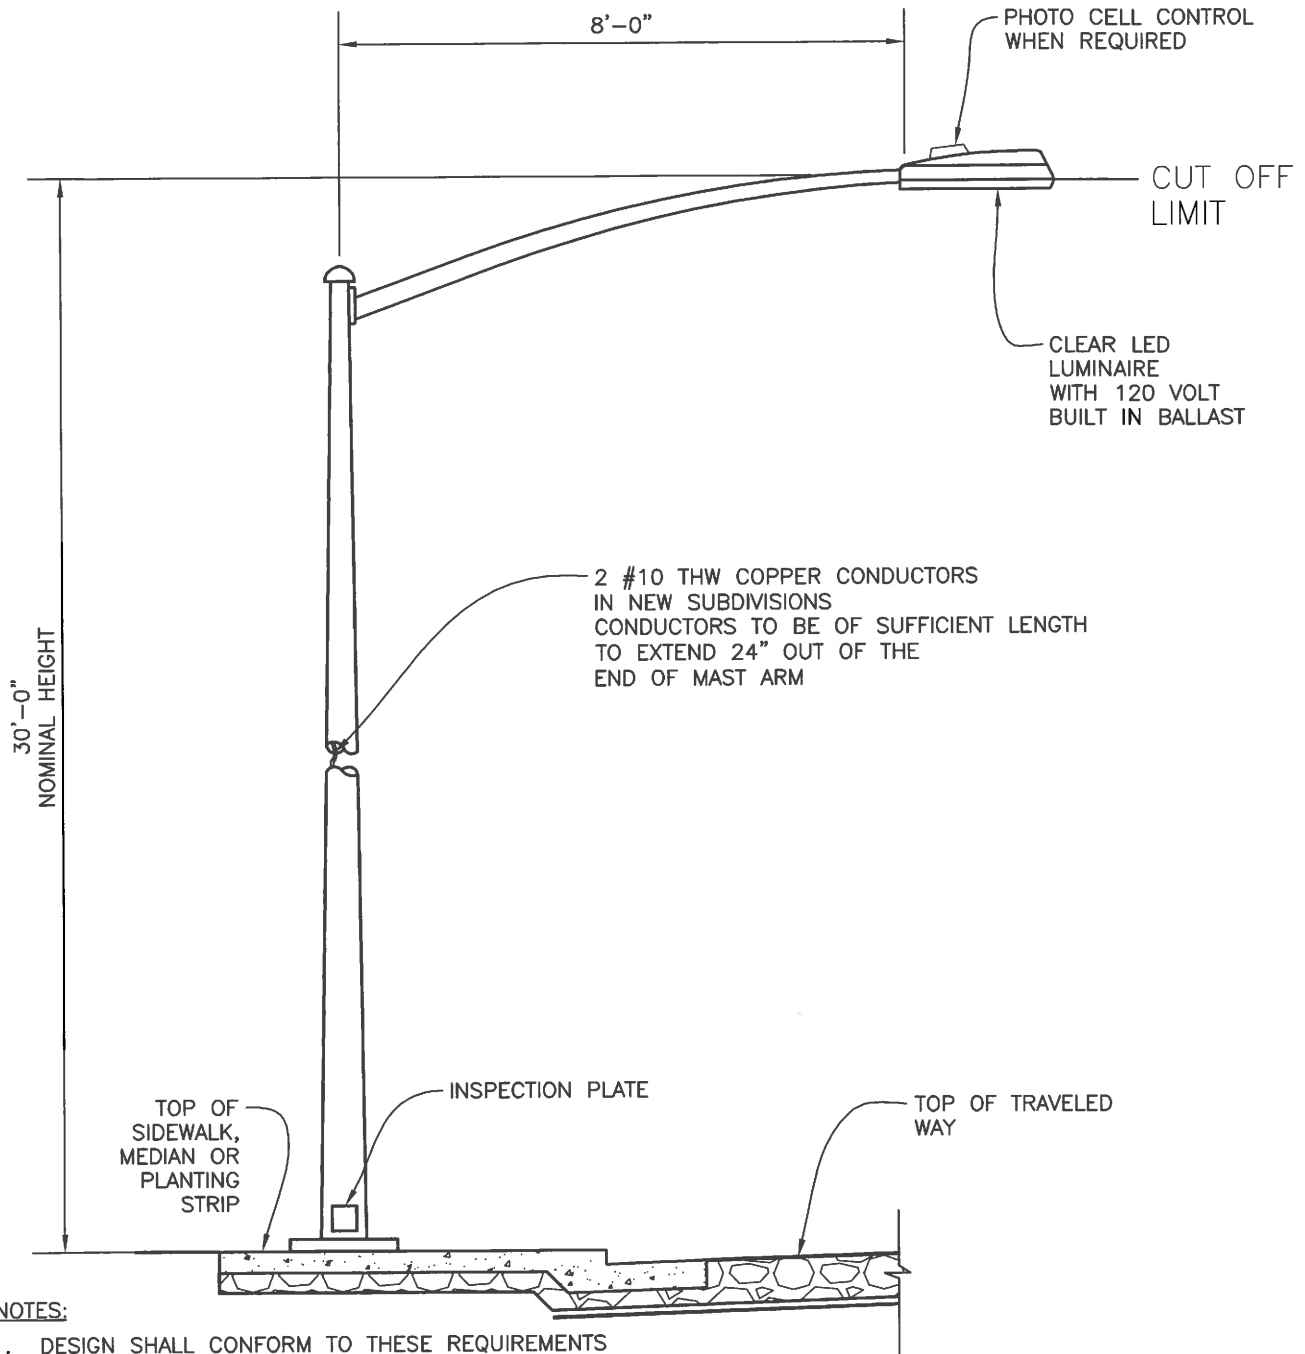 8'-0"
PHOTO CELL CONTROL
WHEN REQUIRED
CUT OFF
LIMIT
CLEAR LED
LUMINAIRE
WITH 120 VOLT
BUILT IN BALLAST
2 #10 THW COPPER CONDUCTORS
IN NEW SUBDIVISIONS
CONDUCTORS TO BE OF SUFFICIENT LENGTH
TO EXTEND 24" OUT OF THE
END OF MAST ARM
30'-0"
NOMINAL HEIGHT
INSPECTION PLATE
TOP OF
SIDEWALK,
MEDIAN OR
PLANTING
STRIP
TOP OF TRAVELED
WAY
NOTES:
. DESIGN SHALL CONFORM TO THESE REQUIREMENTS